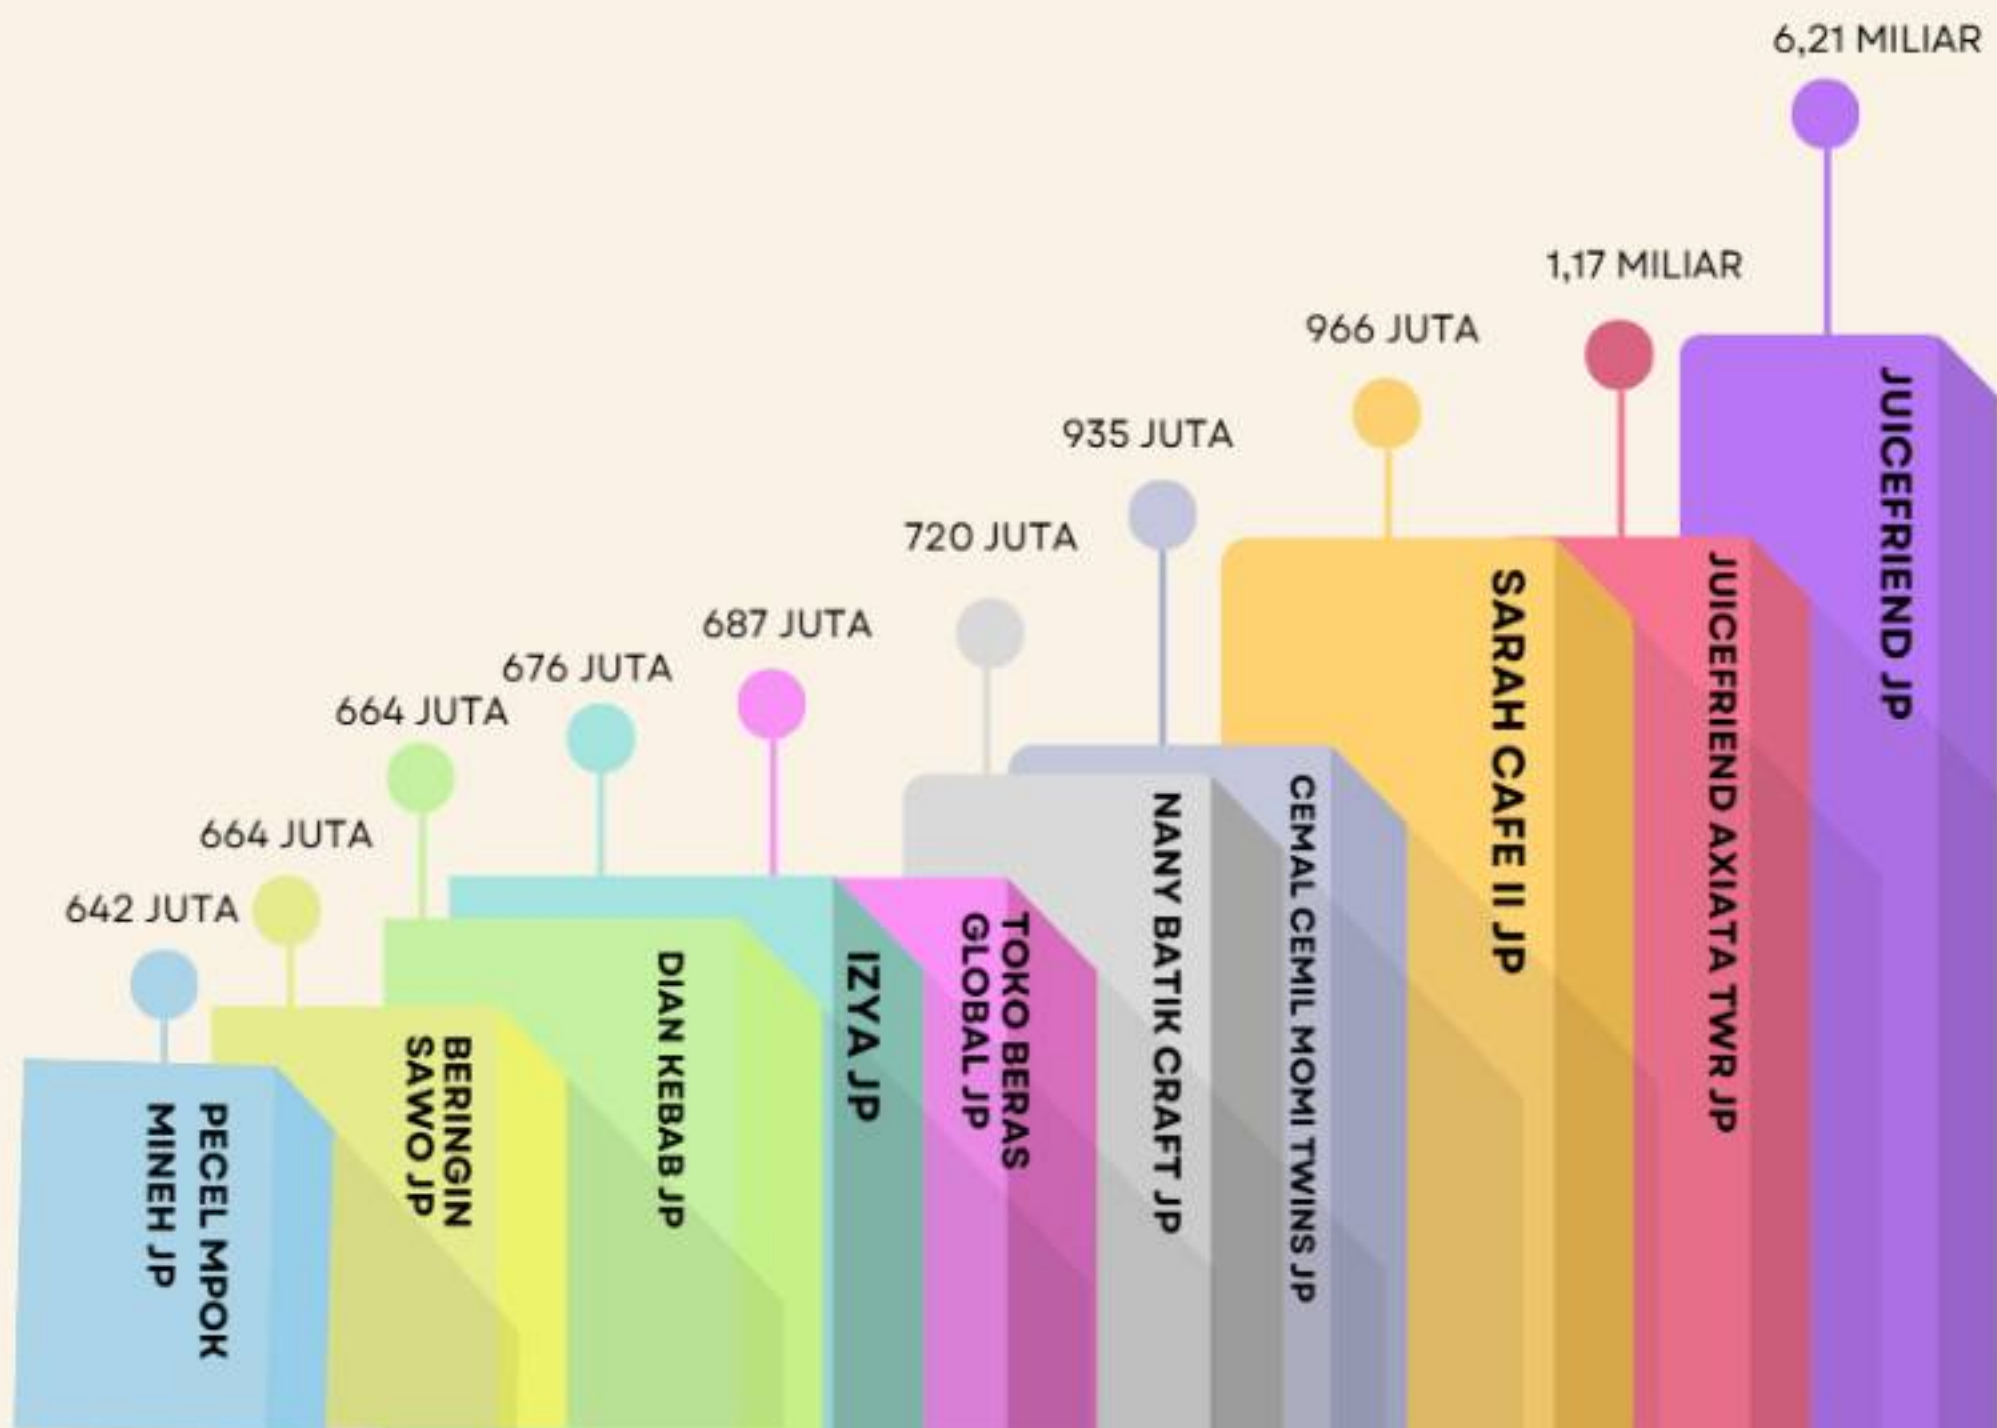 6,21 MILIAR
1,17 MILIAR
966 JUTA
935 JUTA
720 JUTA
687 JUTA
676 JUTA
664 JUTA
664 JUTA
642 JUTA
PECEL MPOK
MINEH JP
BERINGIN
SAWO JP
DIAN KEBAB JP
IZYA JP
TOKO BERAS
GLOBAL JP
NANY BATIK CRAFT JP
CEMAL CEMIL MOMI TWINS JP
SARAH CAFE II JP
JUICEFRIEND AXIATA TWR JP
JUICEFRIEND JP